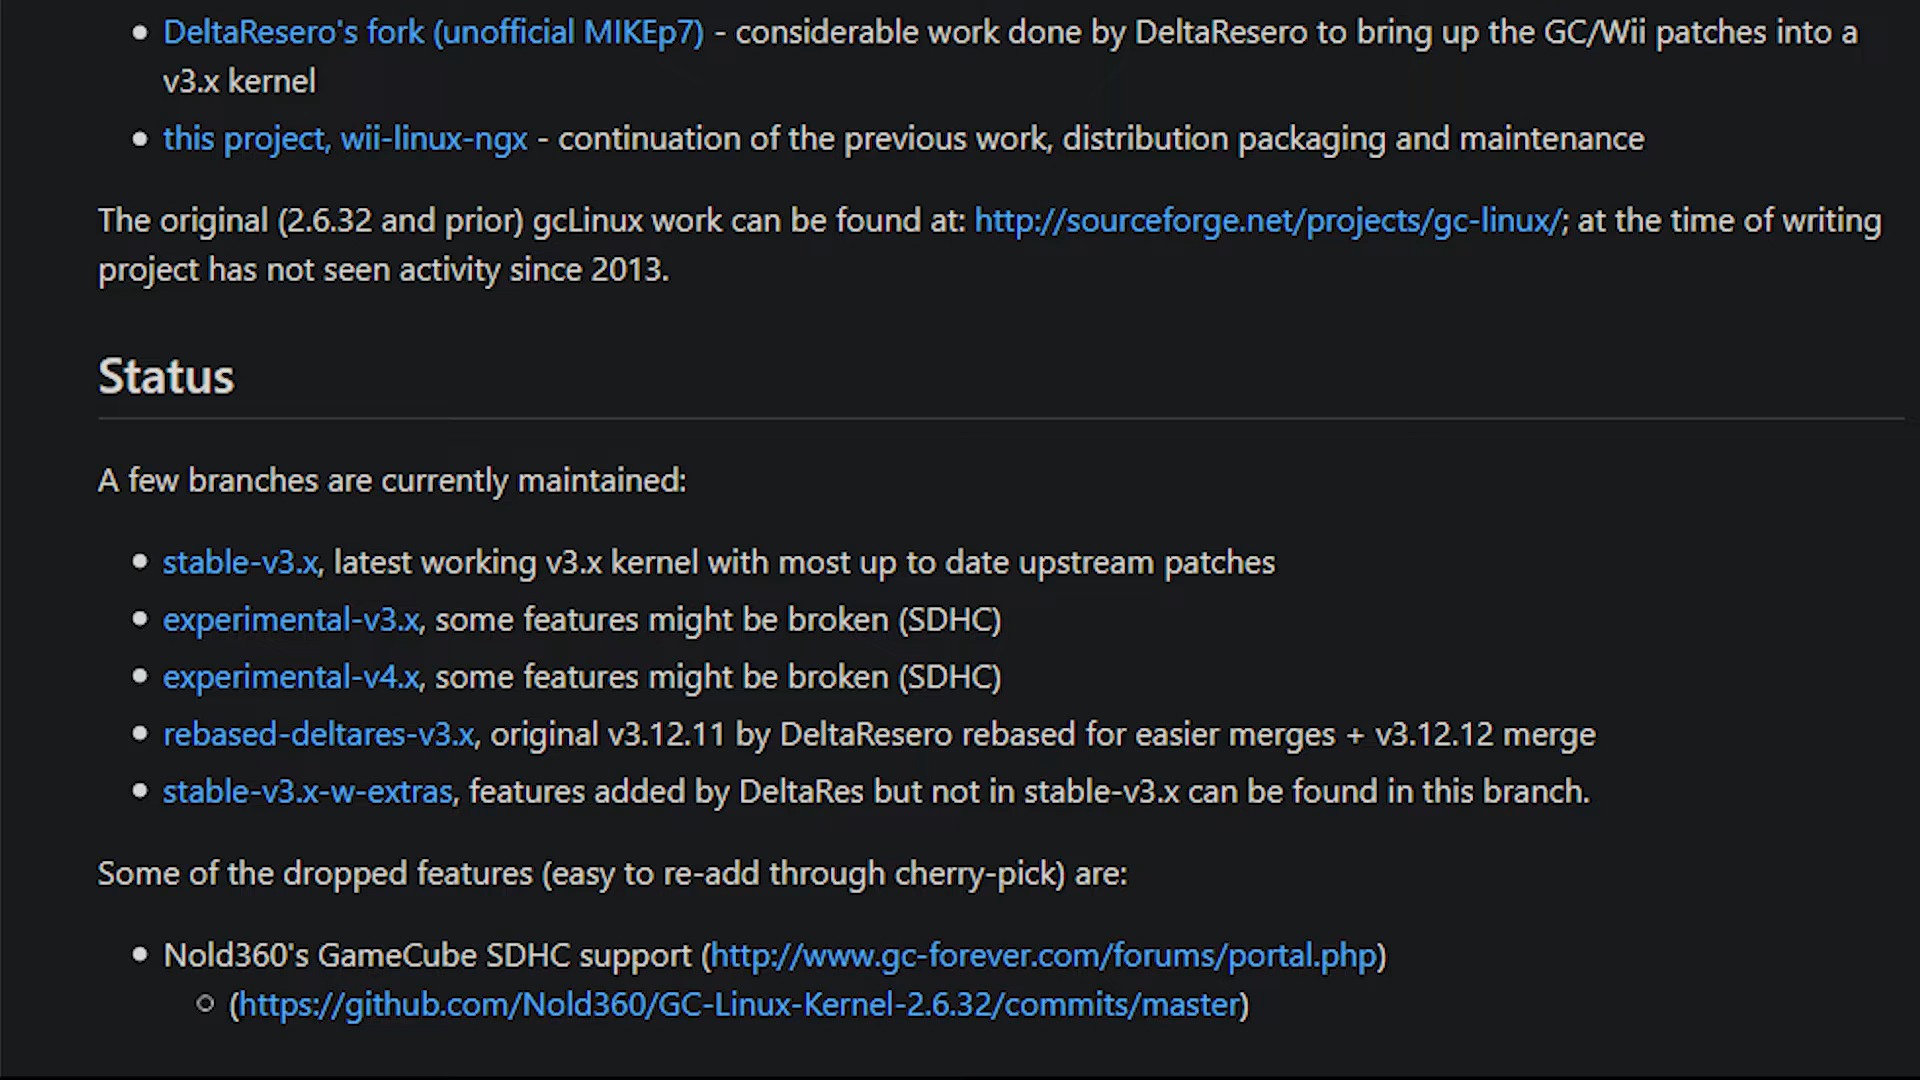 DeltaResero's fork (unofficial MIKEp7) - considerable work done by DeltaResero to bring up the GC/Wii patches into a
v3.x kernel
this project, wii-linux-ngx - continuation of the previous work, distribution packaging and maintenance
The original (2.6.32 and prior) gcLinux work can be found at: http://sourceforge.net/projects/gc-linux/; at the time of writing
project has not seen activity since 2013.
Status
A few branches are currently maintained:
stable-v3.x, latest working v3.x kernel with most up to date upstream patches
experimental-v3.x, some features might be broken (SDHC)
experimental-v4.x, some features might be broken (SDHC)
rebased-deltares-v3.x, original v3.12.11 by DeltaResero rebased for easier merges + v3.12.12 merge
stable-v3.x-w-extras, features added by DeltaRes but not in stable-v3.x can be found in this branch.
Some of the dropped features (easy to re-add through cherry-pick) are:
Nold360's GameCube SDHC support (http://www.gc-forever.com/forums/portal.php)
(https://github.com/Nold360/GC-Linux-Kernel-2.6.32/commits/master)